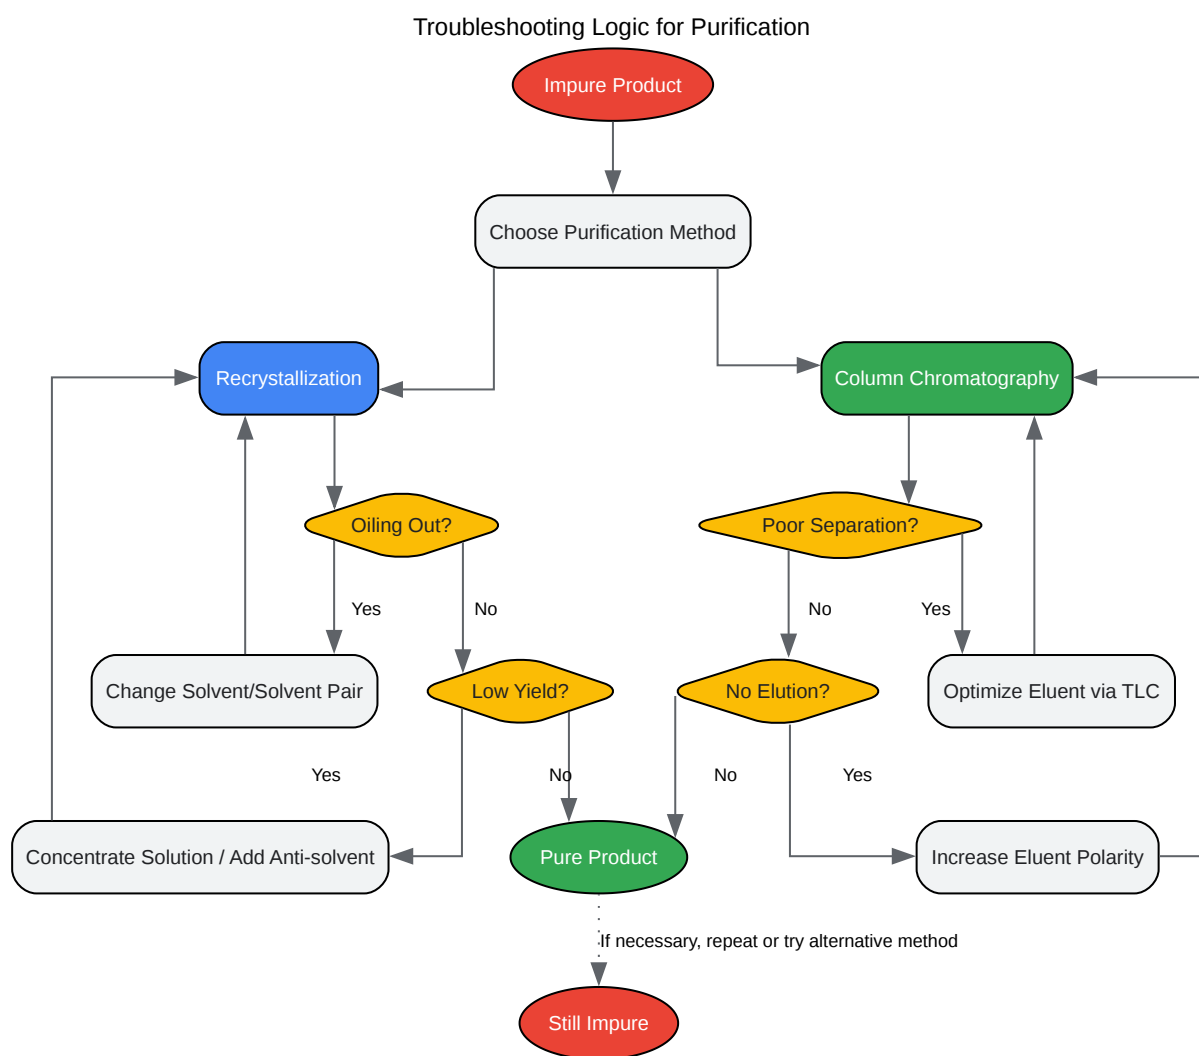 Troubleshooting Logic for Purification
Impure Product
Choose Purification Method
Recrystallization
Column Chromatography
Oiling Out?
Poor Separation?
Yes
No
No
Yes
Change Solvent/Solvent Pair
Low Yield?
No Elution?
Optimize Eluent via TLC
Yes
No
No
Yes
Concentrate Solution / Add Anti-solvent
Pure Product
Increase Eluent Polarity
If necessary, repeat or try alternative method
Still Impure